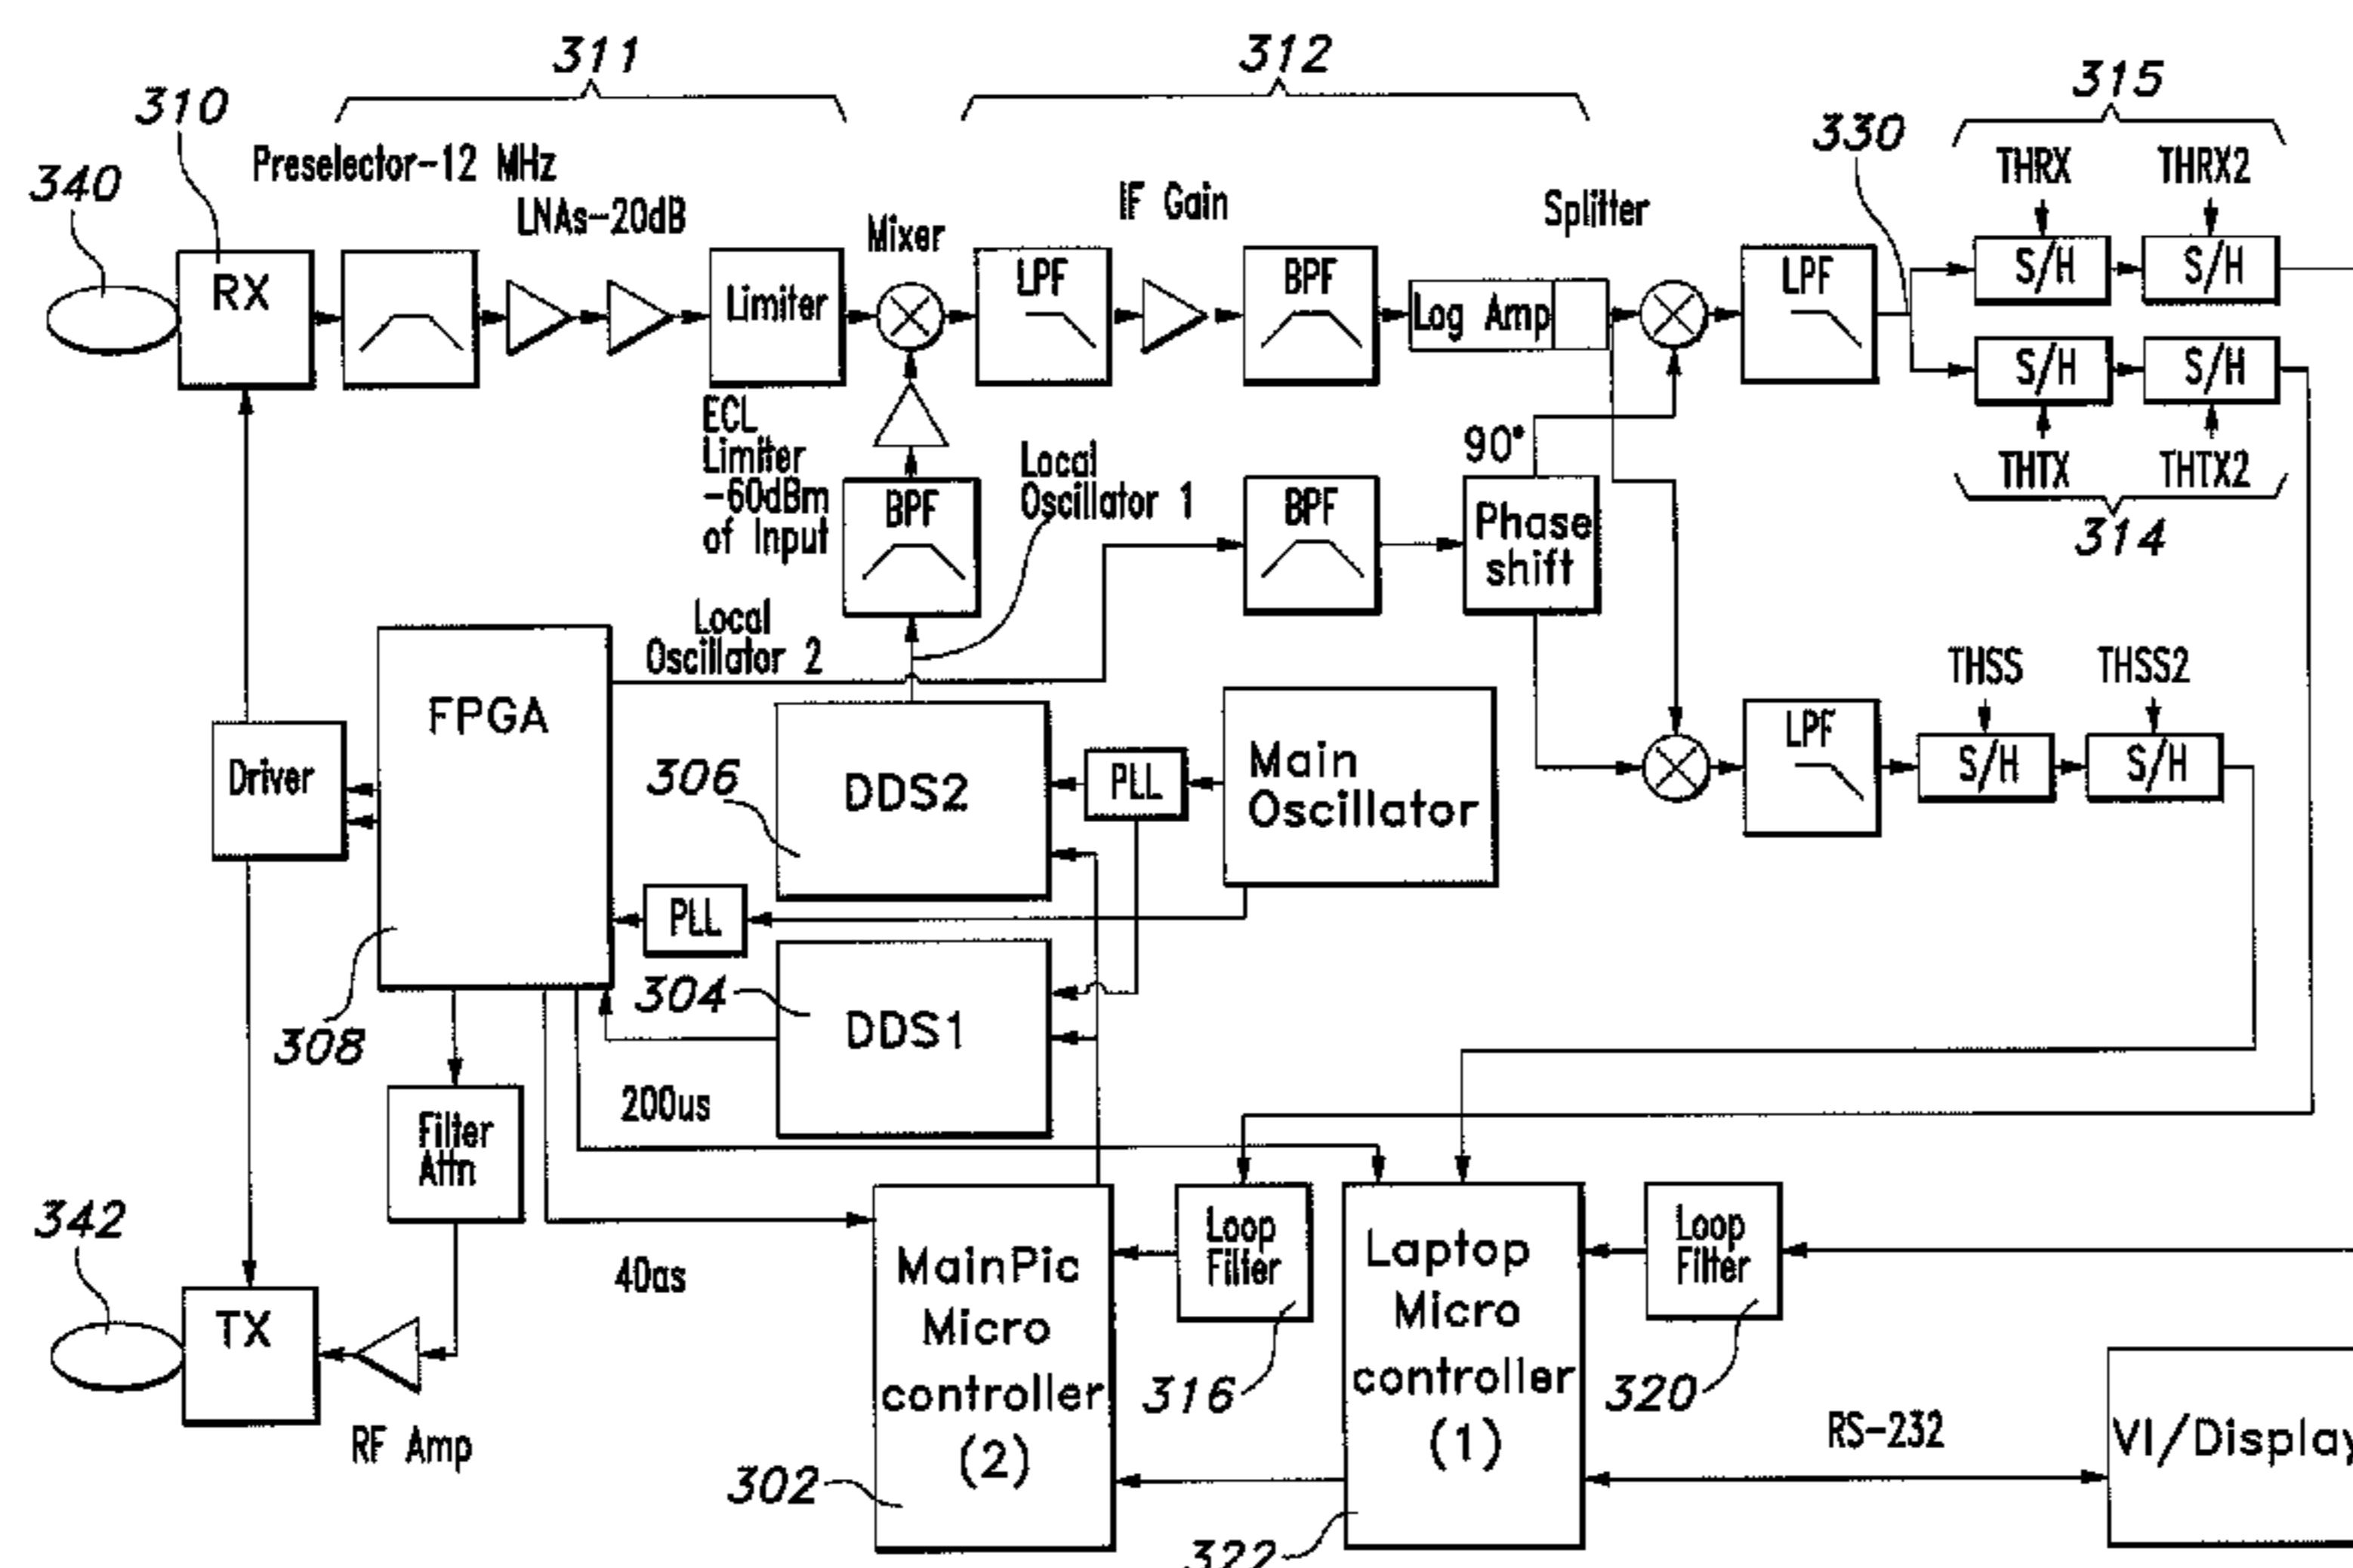 311
312
315
310
330
Preselector-12 MHz
THRX
THRX2
340
LNAs-20dB
IF Gain
Splitter
Mixer
RX
Limiter
LPF
BPF
Log Amp
LPF
S/H
S/H
S/H
S/H
THTX
THTX2
314
ECL
Limiter
-60dBm
of Input
BPF
Local
Oscillator 1
BPF
90°
Phase
shift
Local
Oscillator 2
FPGA
Driver
306
DDS2
PLL
Main
Oscillator
THSS
THSS2
LPF
S/H
S/H
PLL
304
DDS1
308
200us
Filter
Attn
342
40as
TX
RF Amp
MainPic
Micro
controller
(2)
302
Loop
Filter
316
Laptop
Micro
controller
(1)
322
Loop
Filter
320
RS-232
VI/Display